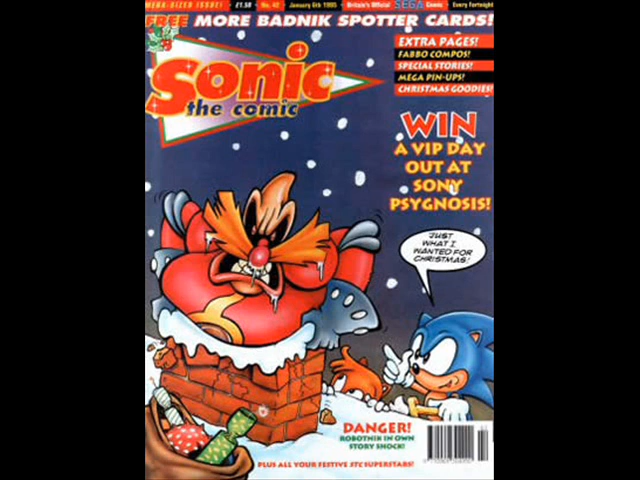 MEGA-SIZED ISSUE! £1.50 No. 42 January 6th 1995 Britain's Official SEGA Comic Every Fortnight
FREE MORE BADNIK SPOTTER CARDS!
Sonic
the comic
EXTRA PAGES!
FABBO COMPOS!
SPECIAL STORIES!
MEGA PIN-UPS!
CHRISTMAS GOODIES!
WIN
A VIP DAY
OUT AT
SONY
PSYGNOSIS!
JUST
WHAT I
WANTED FOR
CHRISTMAS!
DANGER!
ROBOTNIK IN OWN
STORY SHOCK!
PLUS ALL YOUR FESTIVE STC SUPERSTARS!